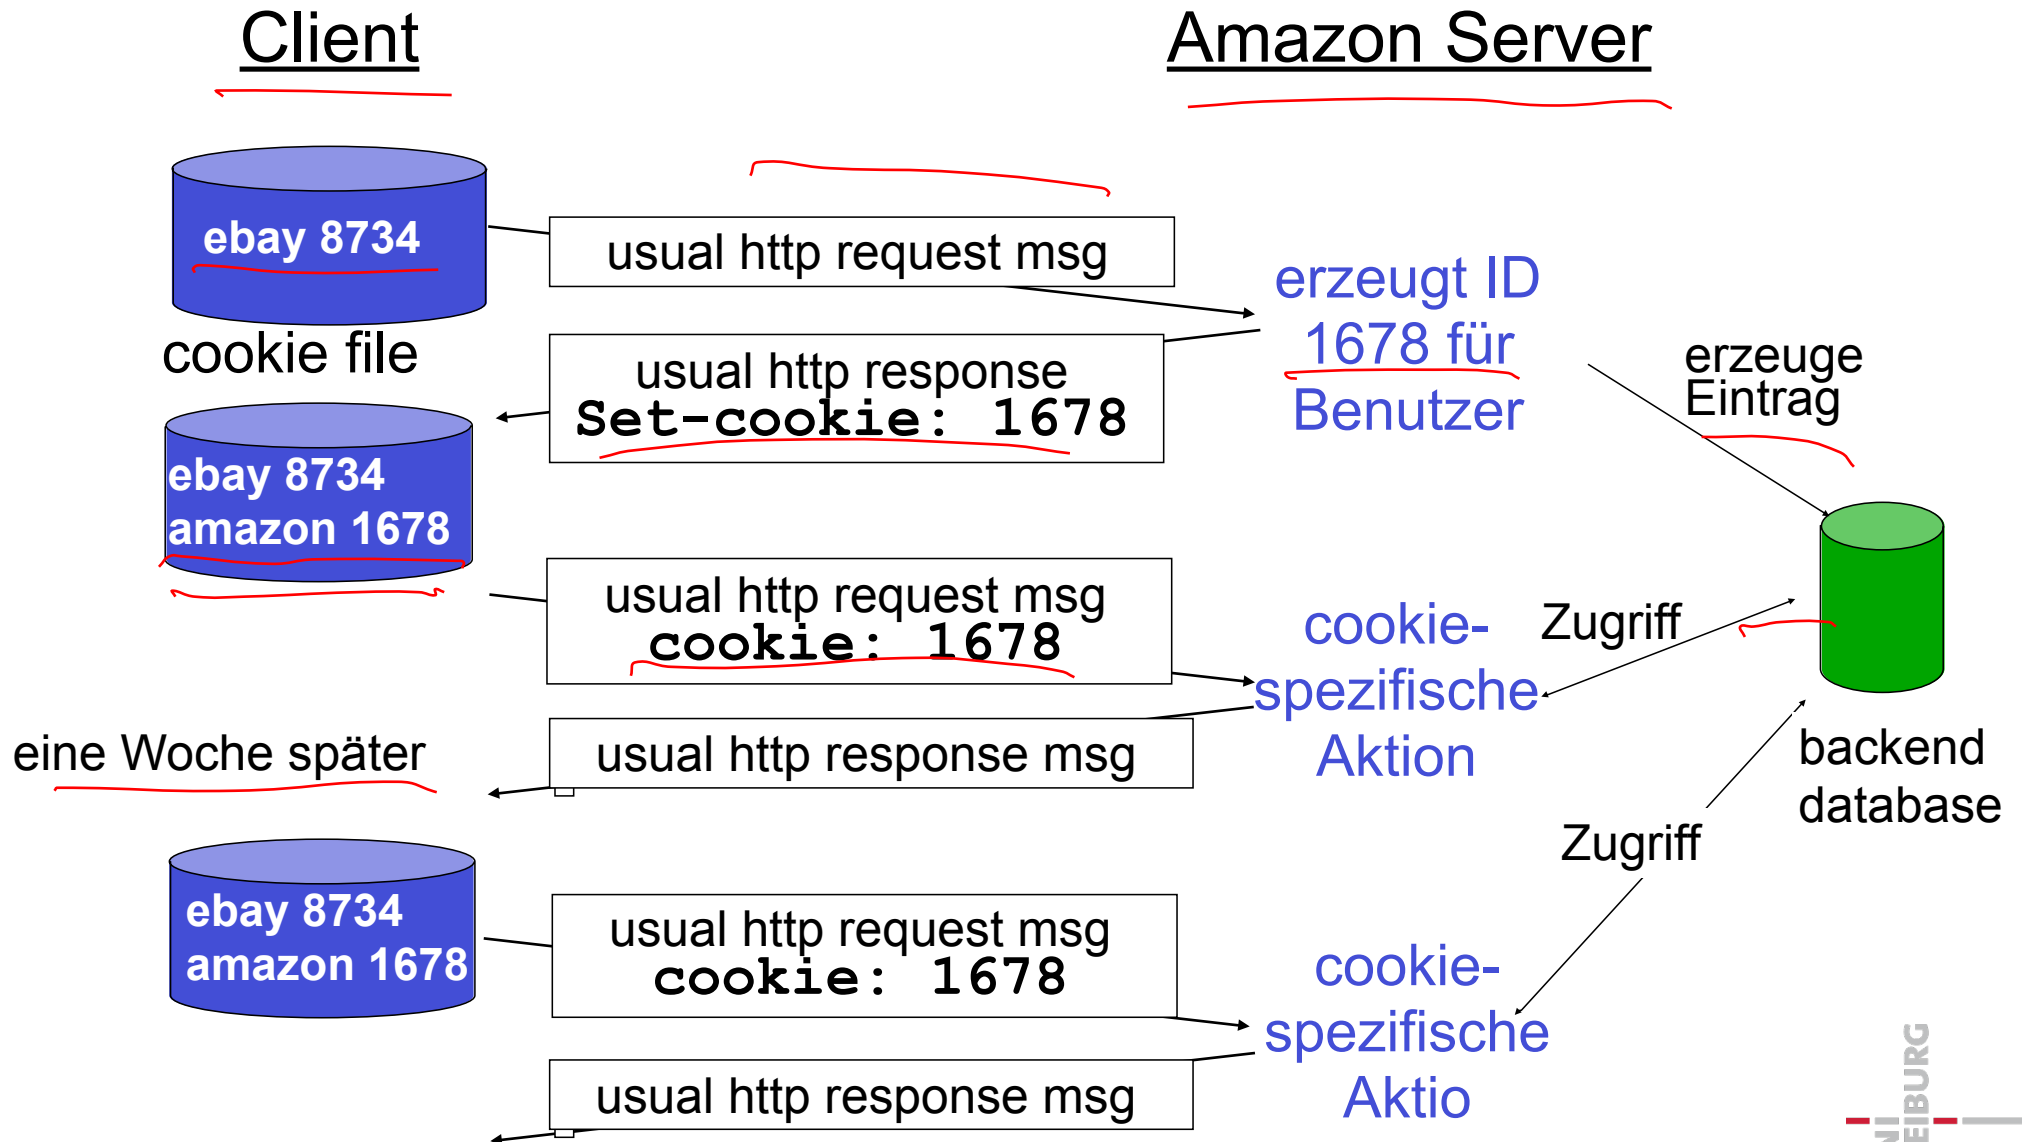 Client
Amazon Server
ebay 8734
usual http request msg
cookie file
erzeugt ID
1678 für
Benutzer
usual http response
Set-cookie: 1678
erzeuge
Eintrag
ebay 8734
amazon 1678
usual http request msg
cookie: 1678
cookie-
spezifische
Aktion
Zugriff
usual http response msg
eine Woche später
backend
database
Zugriff
ebay 8734
amazon 1678
usual http request msg
cookie: 1678
cookie-
spezifische
Aktio
usual http response msg